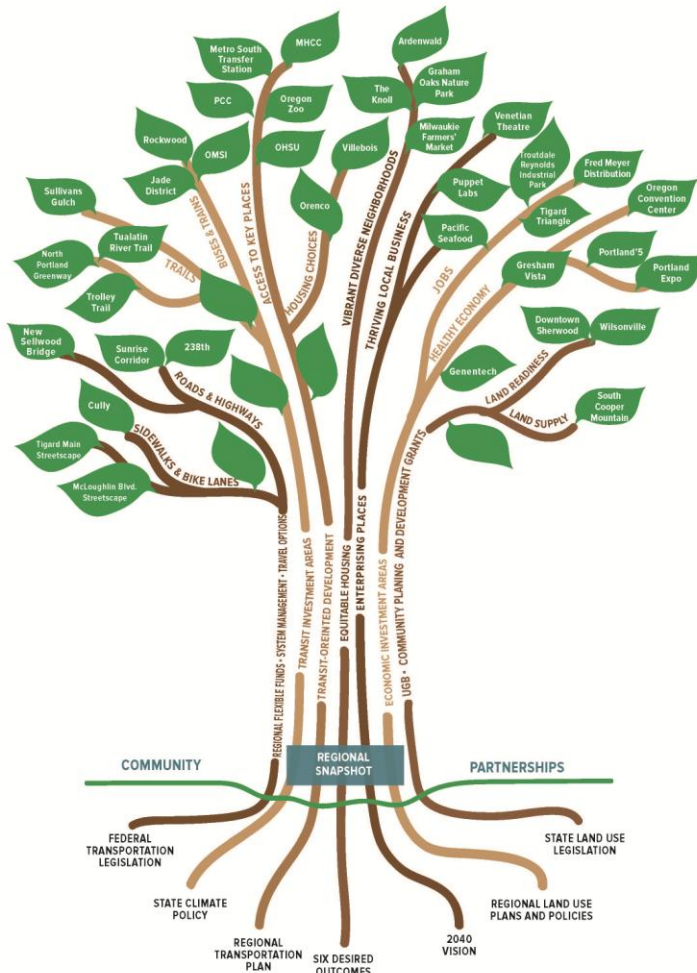 MHCC
Metro South
Transfer
Station
PCC
Oregon
Zoo
Rockwood
OMSI
OHSU
Villebois
Jade
District
Sullivans
Gulch
Orenco
Tualatin
River Trail
North
Portland
Greenway
Trolley
Trail
New
Sellwood
Bridge
Sunrise
Corridor
238th
Cully
Tigard Main
Streetscape
McLoughlin Blvd.
Streetscape
Ardenwald
Graham
Oaks Nature
Park
The
Knoll
Milwaukie
Farmers'
Market
Venetian
Theatre
Troutdale
Reynolds
Industrial
Park
Fred Meyer
Distribution
Puppet
Labs
Oregon
Convention
Center
Pacific
Seafood
Tigard
Triangle
Gresham
Vista
Portland'5
Portland
Expo
Downtown
Sherwood
Wilsonville
Genentech
South
Cooper
Mountain
TRAILS
BUSES & TRAINS
ACCESS TO KEY PLACES
HOUSING CHOICES
VIBRANT DIVERSE NEIGHBORHOODS
THRIVING LOCAL BUSINESS
JOBS
HEALTHY ECONOMY
LAND READINESS
LAND SUPPLY
ROADS & HIGHWAYS
SIDEWALKS & BIKE LANES
REGIONAL FLEXIBLE FUNDS • SYSTEM MANAGEMENT • TRAVEL OPTIONS
TRANSIT INVESTMENT AREAS
TRANSIT-OREINTED DEVELOPMENT
EQUITABLE HOUSING
ENTERPRISING PLACES
ECONOMIC INVESTMENT AREAS
UGB • COMMUNITY PLANING AND DEVELOPMENT GRANTS
COMMUNITY
REGIONAL
SNAPSHOT
PARTNERSHIPS
FEDERAL
TRANSPORTATION
LEGISLATION
STATE LAND USE
LEGISLATION
STATE CLIMATE
POLICY
REGIONAL LAND USE
PLANS AND POLICIES
REGIONAL
TRANSPORTATION
PLAN
2040
VISION
SIX DESIRED
OUTCOMES